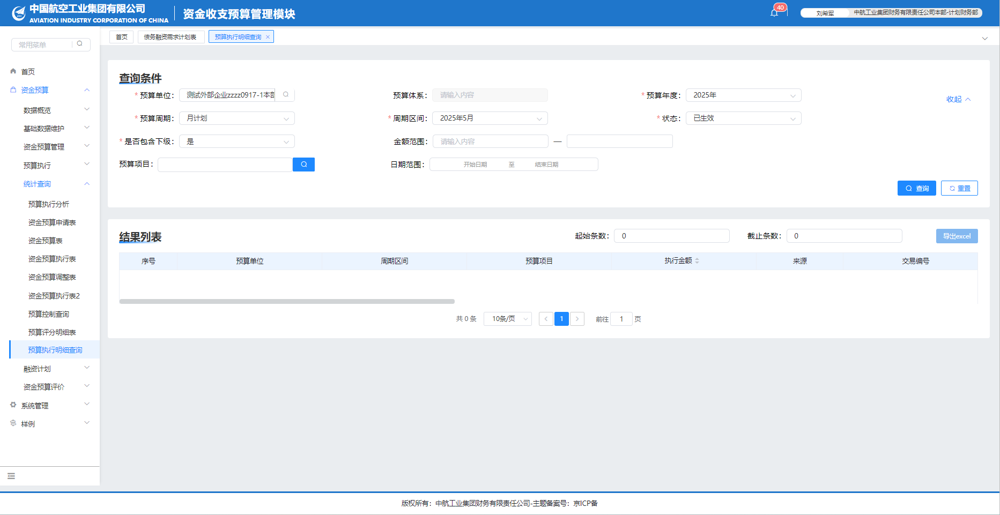 中国航空工业集团有限公司
AVIATION INDUSTRY CORPORATION OF CHINA
资金收支预算管理模块
40
刘希军
中航工业集团财务有限责任公司本部-计划财务部
常用菜单
首页
资金预算
数据概览
基础数据维护
资金预算管理
预算执行
统计查询
预算执行分析
资金预算申请表
资金预算表
资金预算执行表
资金预算调整表
资金预算执行表2
预算控制查询
预算评分明细表
预算执行明细查询
融资计划
资金预算评价
系统管理
样例
首页
债务融资需求计划表
预算执行明细查询
查询条件
* 预算单位： 测试外部企业zzzz0917-1本部
预算体系： 请输入内容
* 预算年度： 2025年
收起
* 预算周期： 月计划
* 周期区间： 2025年5月
* 状态： 已生效
* 是否包含下级： 是
金额范围： 请输入内容 —
预算项目：
日期范围： 开始日期 至 结束日期
查询
重置
结果列表
起始条数： 0
截止条数： 0
导出excel
序号 预算单位 周期区间 预算项目 执行金额 来源 交易编号
共 0 条 10条/页 1 前往 1 页
版权所有：中航工业集团财务有限责任公司-主题备案号：京ICP备